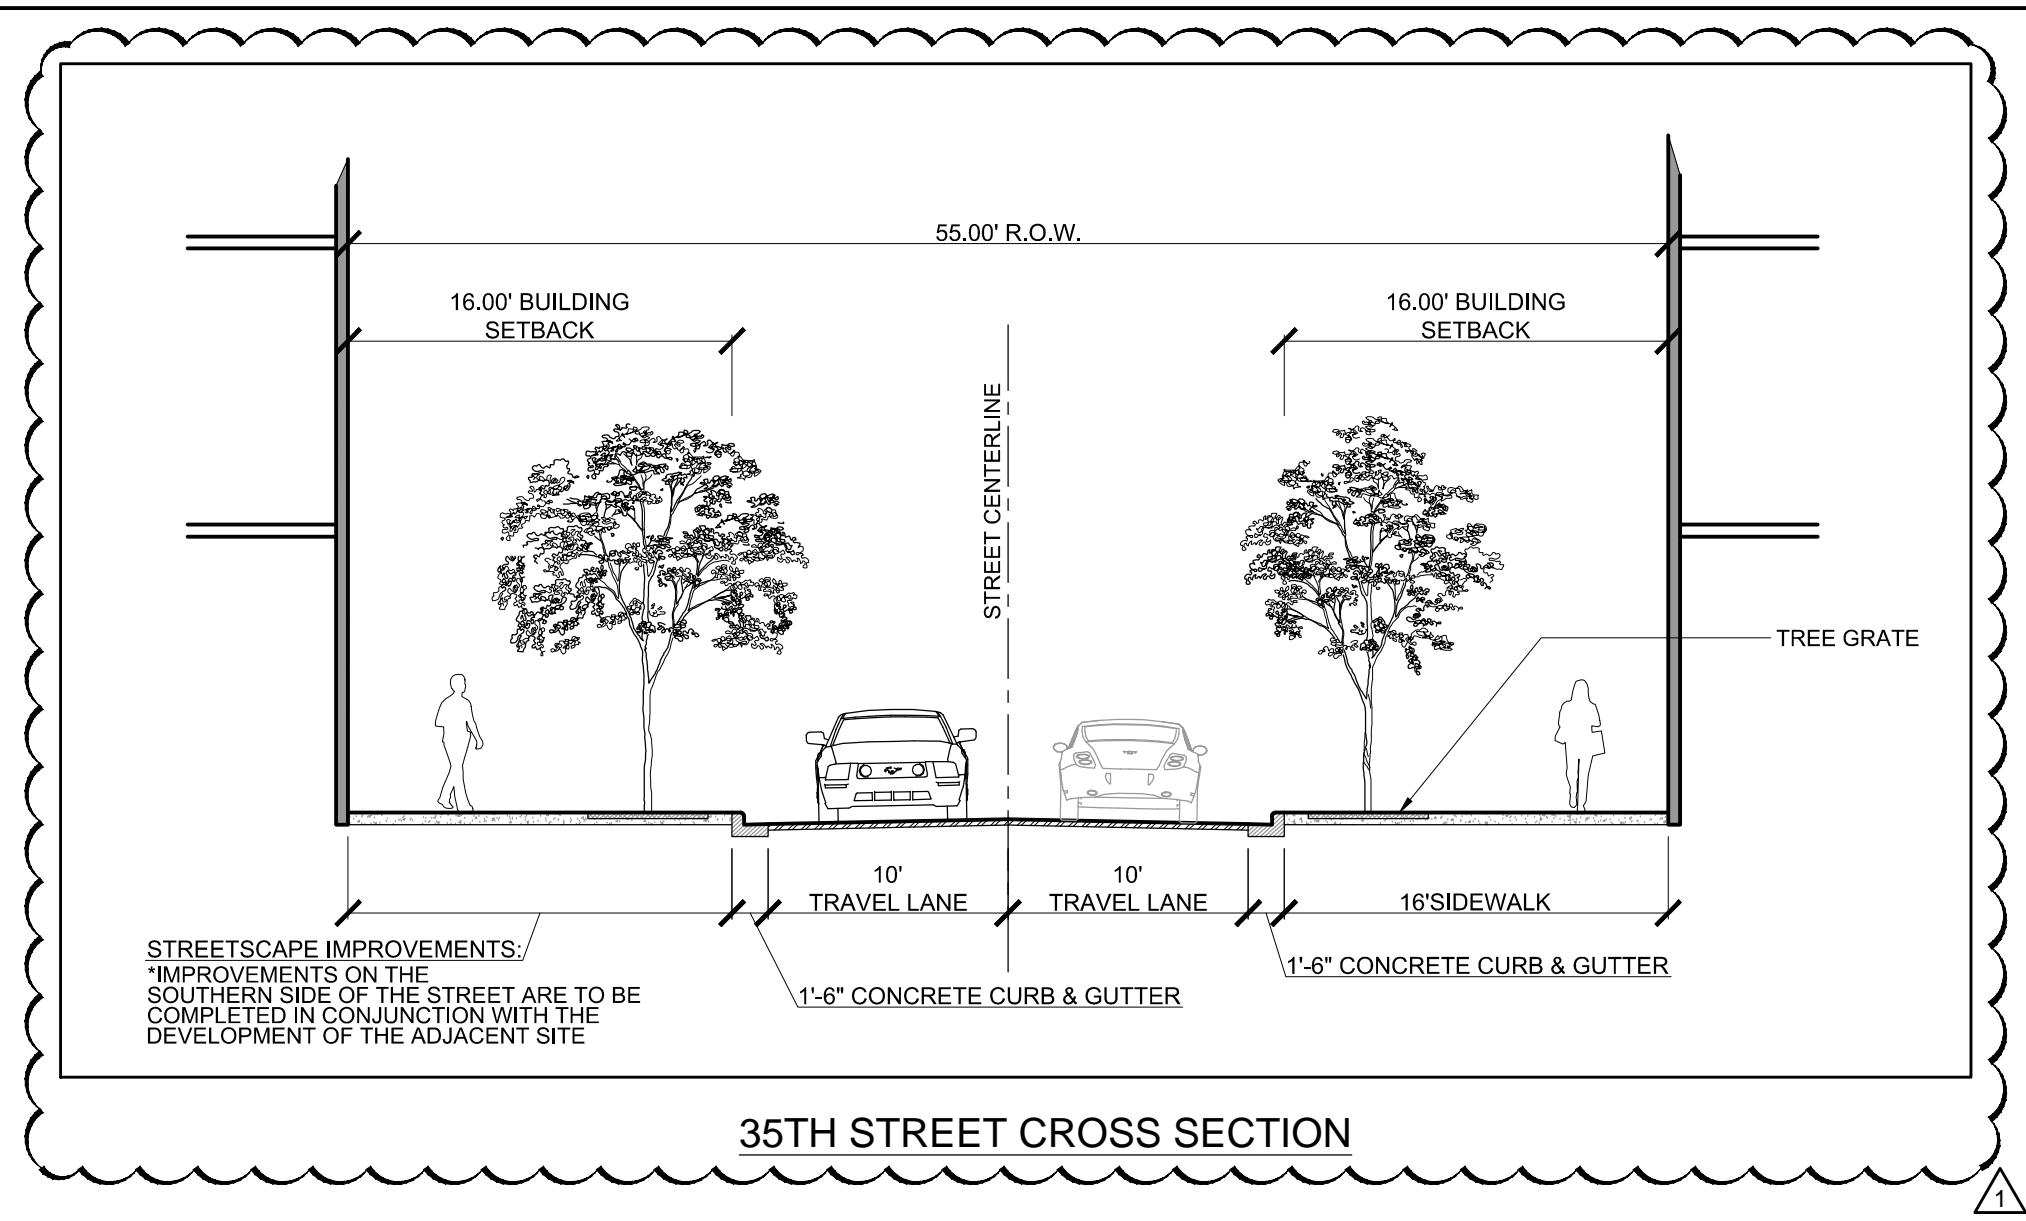 55.00' R.O.W.
16.00' BUILDING
SETBACK
16.00' BUILDING
SETBACK
STREET CENTERLINE
TREE GRATE
10'
TRAVEL LANE
10'
TRAVEL LANE
16'SIDEWALK
STREETSCAPE IMPROVEMENTS:
*IMPROVEMENTS ON THE
SOUTHERN SIDE OF THE STREET ARE TO BE
COMPLETED IN CONJUNCTION WITH THE
DEVELOPMENT OF THE ADJACENT SITE
1'-6" CONCRETE CURB & GUTTER
1'-6" CONCRETE CURB & GUTTER
35TH STREET CROSS SECTION
1